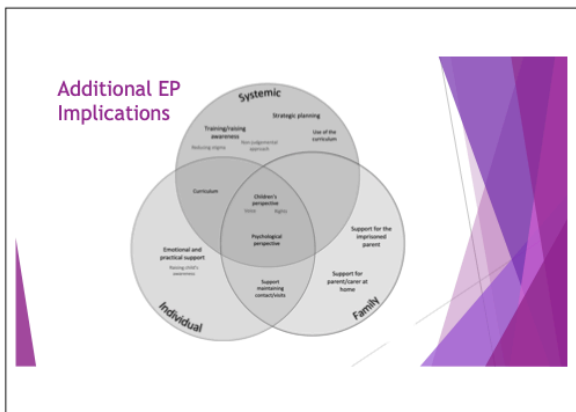 Additional EP
Implications
Systemic
Strategic planning
Training/raising
awareness
Use of the
curriculum
Reducing stigma
Non-judgemental
approach
Curriculum
Children's
perspective
Voice Rights
Psychological
perspective
Support for the
imprisoned
parent
Emotional and
practical support
Raising child's
awareness
Support
maintaining
contact/visits
Support for
parent/carer at
home
Individual
Family